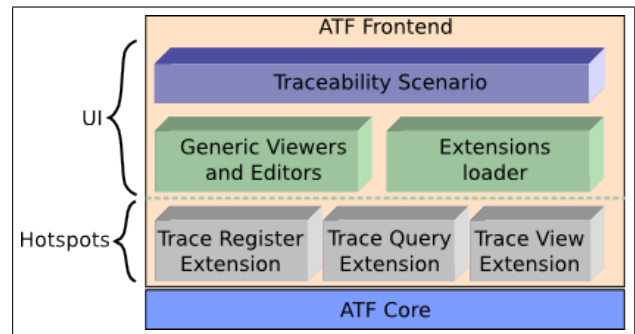 ATF Frontend
Traceability Scenario
UI
Generic Viewers
and Editors
Extensions
loader
Hotspots
Trace Register
Extension
Trace Query
Extension
Trace View
Extension
ATF Core